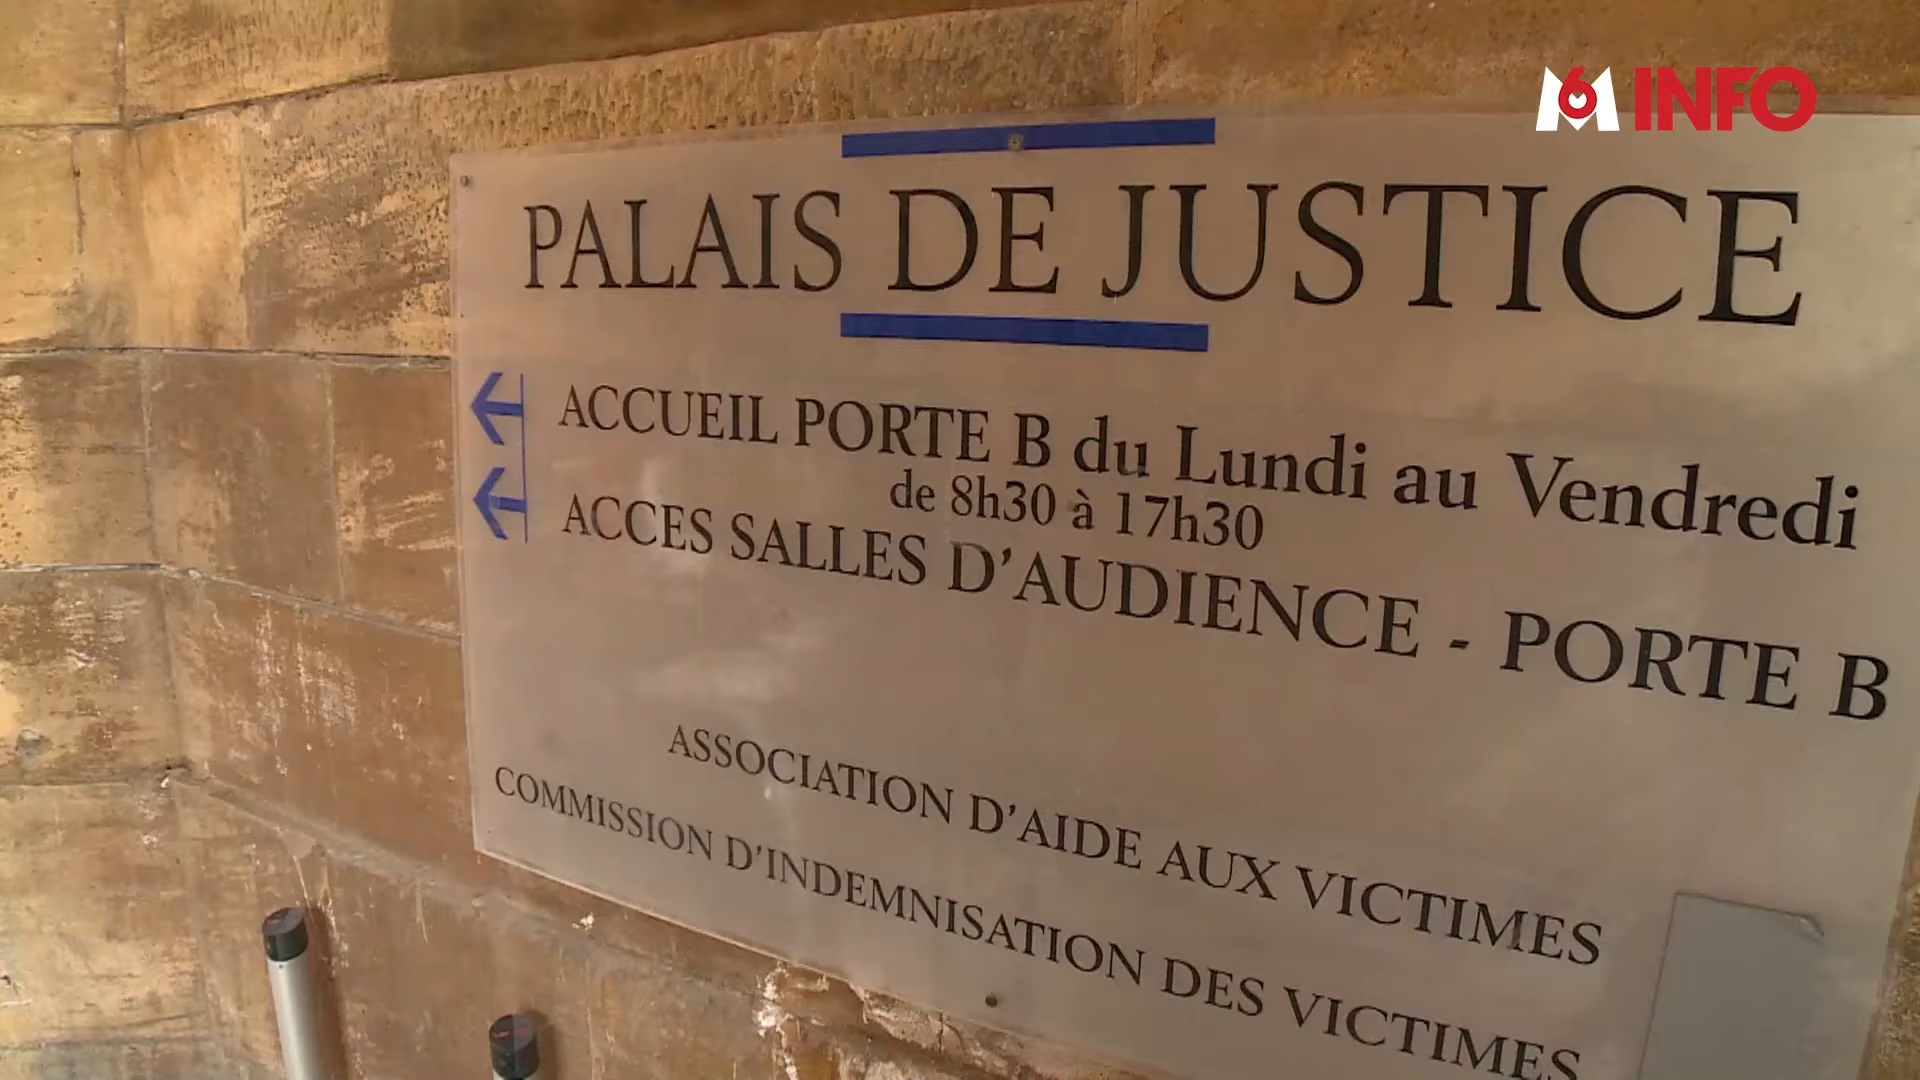 M6 INFO
PALAIS DE JUSTICE
ACCUEIL PORTE B du Lundi au Vendredi
de 8h30 à 17h30
ACCES SALLES D'AUDIENCE - PORTE B
ASSOCIATION D'AIDE AUX VICTIMES
COMMISSION D'INDEMNISATION DES VICTIMES